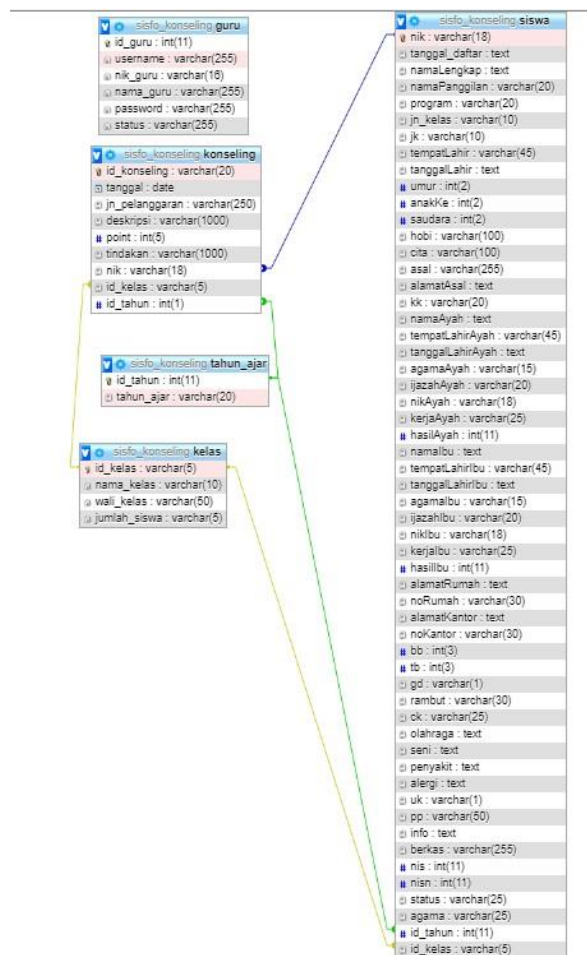 sisfo_konseling guru
id_guru : int(11)
username : varchar(255)
nik_guru : varchar(16)
nama_guru : varchar(255)
password : varchar(255)
status : varchar(255)
sisfo_konseling konseling
id_konseling : varchar(20)
tanggal : date
jn_pelanggaran : varchar(250)
deskripsi : varchar(1000)
point : int(5)
tindakan : varchar(1000)
nik : varchar(18)
id_kelas : varchar(5)
id_tahun : int(1)
sisfo_konseling tahun_ajar
id_tahun : int(11)
tahun_ajar : varchar(20)
sisfo_konseling kelas
id_kelas : varchar(5)
nama_kelas : varchar(10)
wali_kelas : varchar(50)
jumlah_siswa : varchar(5)
sisfo_konseling siswa
nik : varchar(18)
tanggal_daftar : text
namaLengkap : text
namaPanggilan : varchar(20)
program : varchar(20)
jn_kelas : varchar(10)
jk : varchar(10)
tempatLahir : varchar(45)
tanggalLahir : text
umur : int(2)
anakKe : int(2)
saudara : int(2)
hobi : varchar(100)
cita : varchar(100)
asal : varchar(255)
alamatAsal : text
kk : varchar(20)
namaAyah : text
tempatLahirAyah : varchar(45)
tanggalLahirAyah : text
agamaAyah : varchar(15)
ijazahAyah : varchar(20)
nikAyah : varchar(18)
kerjaAyah : varchar(25)
hasilAyah : int(11)
namaIbu : text
tempatLahirIbu : varchar(45)
tanggalLahirIbu : text
agamaIbu : varchar(15)
ijazahIbu : varchar(20)
nikIbu : varchar(18)
kerjaIbu : varchar(25)
hasilIbu : int(11)
alamatRumah : text
noRumah : varchar(30)
alamatKantor : text
noKantor : varchar(30)
bb : int(3)
tb : int(3)
gd : varchar(1)
rambut : varchar(30)
ck : varchar(25)
olahraga : text
seni : text
penyakit : text
alergi : text
uk : varchar(1)
pp : varchar(50)
info : text
berkas : varchar(255)
nis : int(11)
nisn : int(11)
status : varchar(25)
agama : varchar(25)
id_tahun : int(11)
id_kelas : varchar(5)